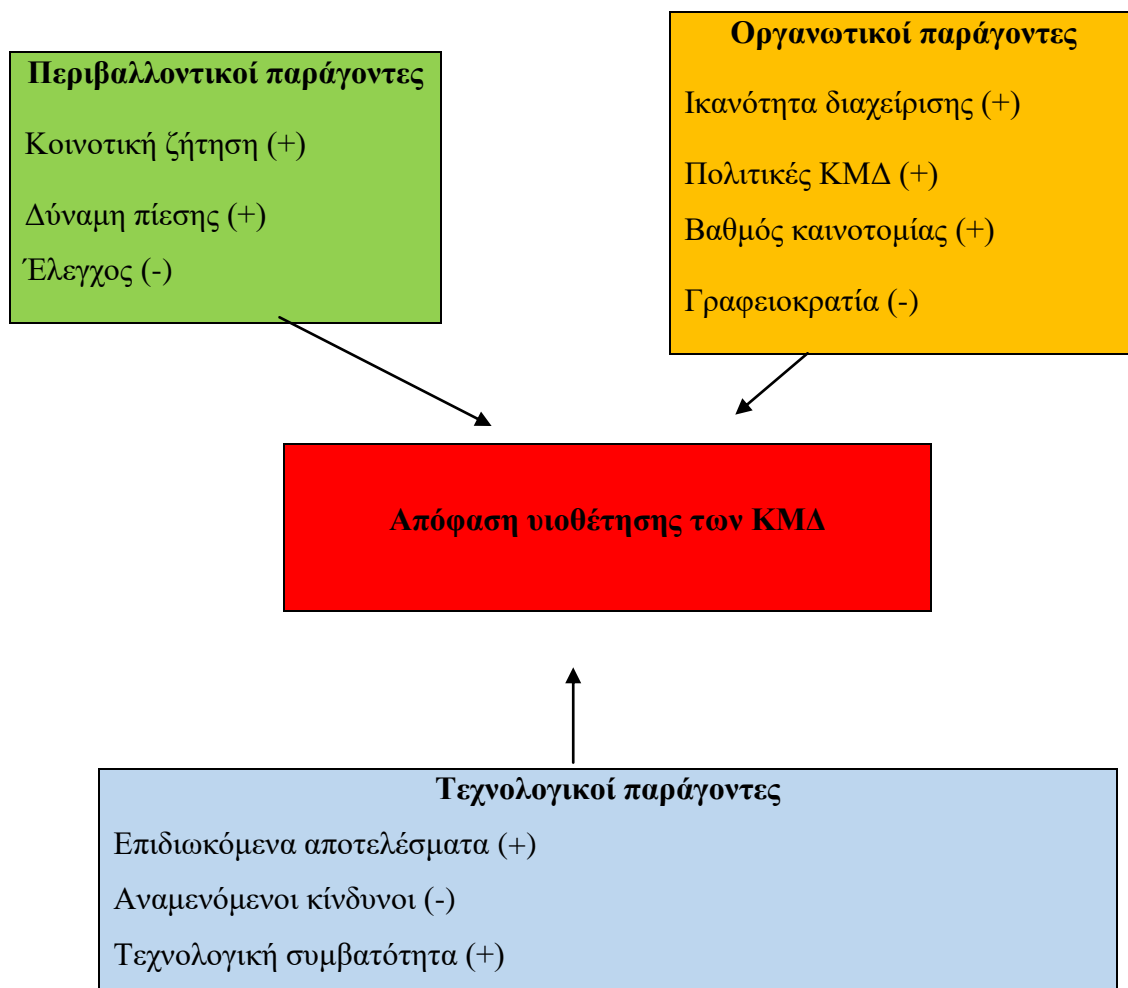 Περιβαλλοντικοί παράγοντες
Κοινοτική ζήτηση (+)
Δύναμη πίεσης (+)
Έλεγχος (-)
Οργανωτικοί παράγοντες
Ικανότητα διαχείρισης (+)
Πολιτικές ΚΜΔ (+)
Βαθμός καινοτομίας (+)
Γραφειοκρατία (-)
Απόφαση υιοθέτησης των ΚΜΔ
Τεχνολογικοί παράγοντες
Επιδιωκόμενα αποτελέσματα (+)
Αναμενόμενοι κίνδυνοι (-)
Τεχνολογική συμβατότητα (+)